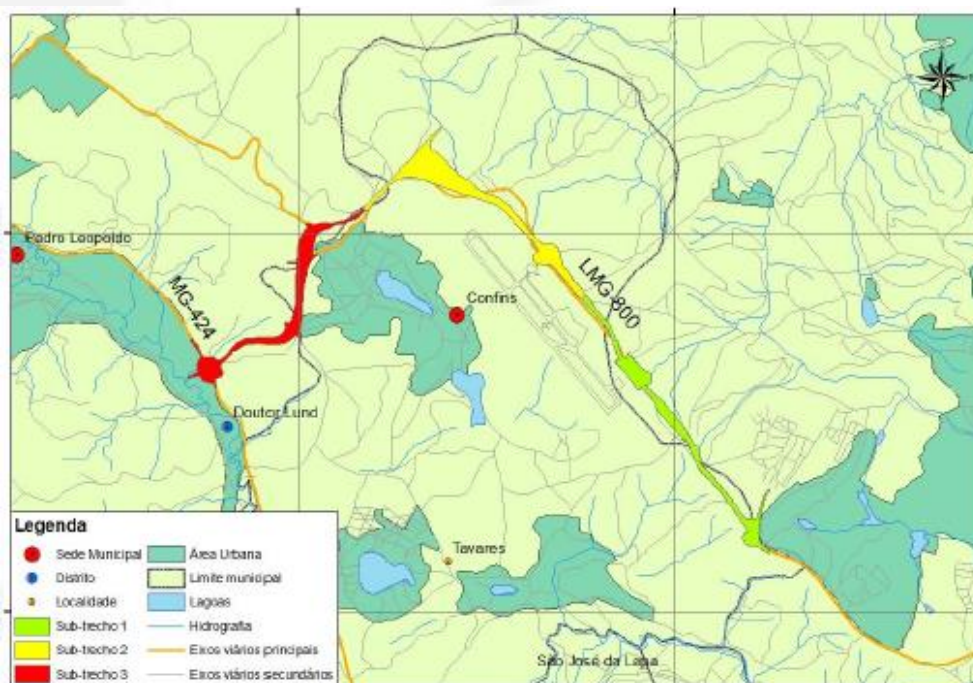 Pedro Leopoldo
MG-424
Confins
LMG-800
Doutor Lund
Tavares
São José da Lapa
Legenda
Sede Municipal
Distrito
Localidade
Sub-trecho 1
Sub-trecho 2
Sub-trecho 3
Área Urbana
Limite municipal
Lagoas
Hidrografia
Eixos viários principais
Eixos viários secundários